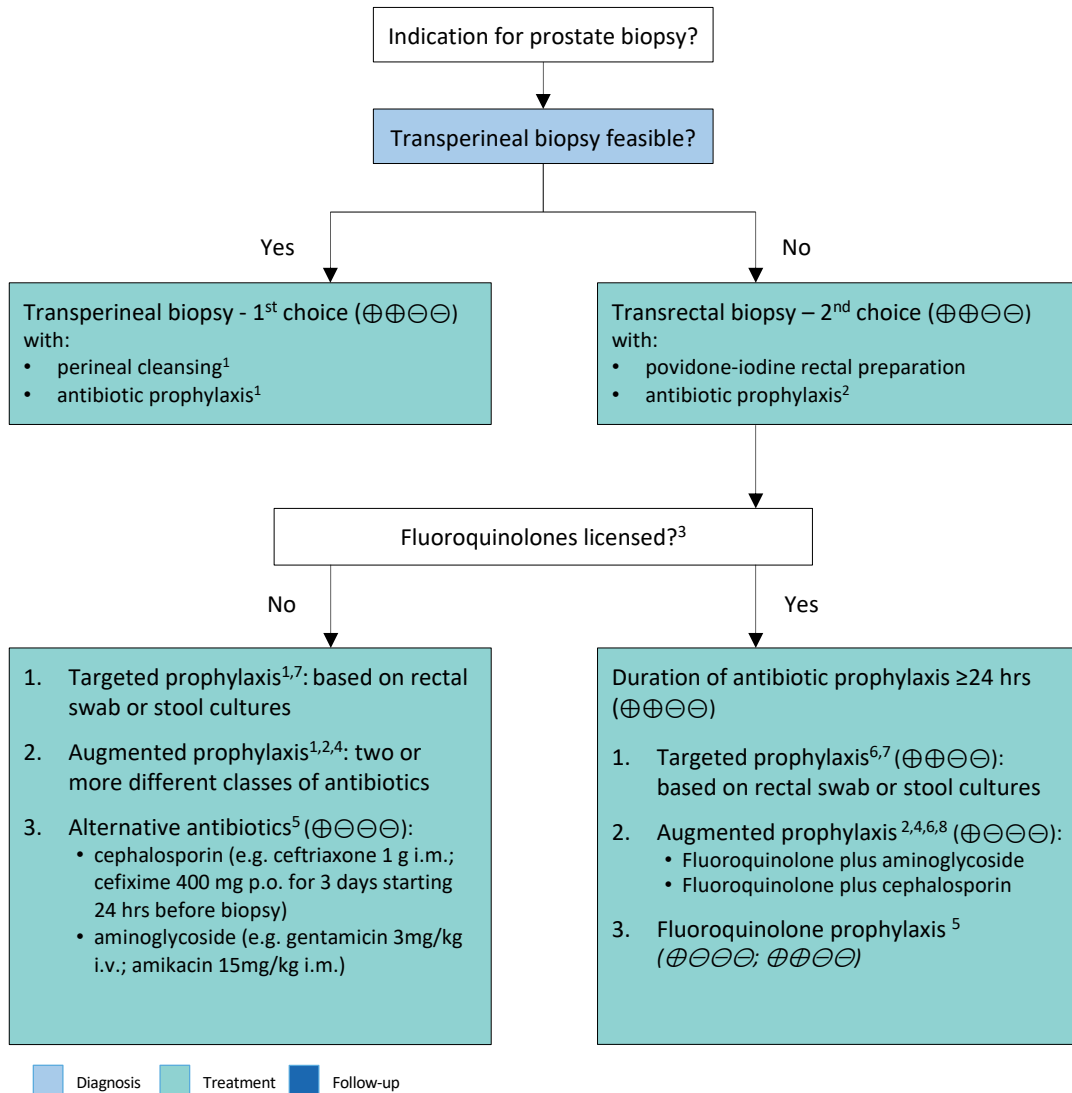 Indication for prostate biopsy?
Transperineal biopsy feasible?
Yes
No
Transperineal biopsy - 1st choice (⊕⊕⊖⊖)
with:
• perineal cleansing¹
• antibiotic prophylaxis¹
Transrectal biopsy – 2nd choice (⊕⊕⊖⊖)
with:
• povidone-iodine rectal preparation
• antibiotic prophylaxis²
Fluoroquinolones licensed?³
No
Yes
1. Targeted prophylaxis¹,⁷: based on rectal
swab or stool cultures
2. Augmented prophylaxis¹,²,⁴: two or
more different classes of antibiotics
3. Alternative antibiotics⁵ (⊕⊖⊖⊖):
• cephalosporin (e.g. ceftriaxone 1 g i.m.;
cefixime 400 mg p.o. for 3 days starting
24 hrs before biopsy)
• aminoglycoside (e.g. gentamicin 3mg/kg
i.v.; amikacin 15mg/kg i.m.)
Duration of antibiotic prophylaxis ≥24 hrs
(⊕⊕⊖⊖)
1. Targeted prophylaxis⁶,⁷ (⊕⊕⊖⊖):
based on rectal swab or stool cultures
2. Augmented prophylaxis ²,⁴,⁶,⁸ (⊕⊖⊖⊖):
• Fluoroquinolone plus aminoglycoside
• Fluoroquinolone plus cephalosporin
3. Fluoroquinolone prophylaxis ⁵
(⊕⊖⊖⊖; ⊕⊕⊖⊖)
Diagnosis
Treatment
Follow-up